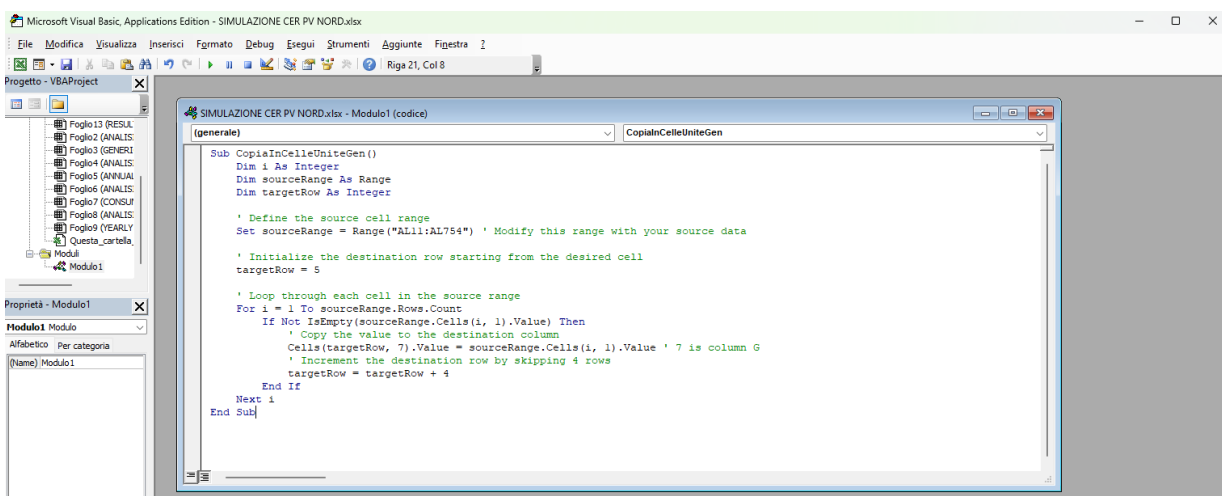 Microsoft Visual Basic, Applications Edition - SIMULAZIONE CER PV NORD.xlsx
File Modifica Visualizza Inserisci Formato Debug Esegui Strumenti Aggiunte Finestra ?
Riga 21, Col 8
Progetto - VBAProject
Foglio13 (RESUL
Foglio2 (ANALIS
Foglio3 (GENERI
Foglio4 (ANALIS
Foglio5 (ANNUAL
Foglio6 (ANALIS
Foglio7 (CONSUM
Foglio8 (ANALIS
Foglio9 (YEARLY
Questa_cartella_
Moduli
Modulo1
Proprietà - Modulo1
Modulo1 Modulo
Alfabetico Per categoria
(Name) Modulo1
SIMULAZIONE CER PV NORD.xlsx - Modulo1 (codice)
(generale) CopiaInCelleUniteGen
Sub CopiaInCelleUniteGen()
Dim i As Integer
Dim sourceRange As Range
Dim targetRow As Integer
' Define the source cell range
Set sourceRange = Range("AL11:AL754") ' Modify this range with your source data
' Initialize the destination row starting from the desired cell
targetRow = 5
' Loop through each cell in the source range
For i = 1 To sourceRange.Rows.Count
If Not IsEmpty(sourceRange.Cells(i, 1).Value) Then
' Copy the value to the destination column
Cells(targetRow, 7).Value = sourceRange.Cells(i, 1).Value ' 7 is column G
' Increment the destination row by skipping 4 rows
targetRow = targetRow + 4
End If
Next i
End Sub